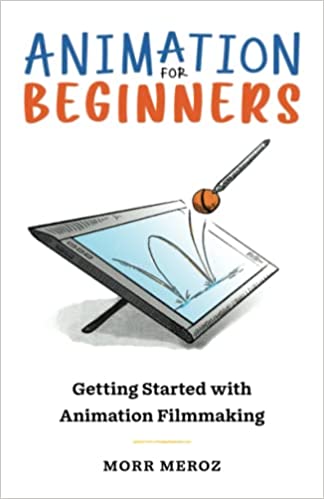 ANIMATION
FOR
BEGINNERS
Getting Started with
Animation Filmmaking
MORR MEROZ